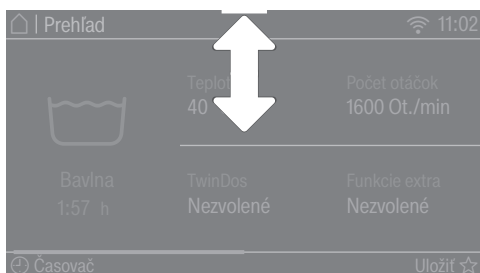 Prehľad 11:02
Teplot Počet otáčok
40 1600 Ot./min
Bavlna TwinDos Funkcie extra
1:57 h Nezvolené Nezvolené
Časovač Uložiť